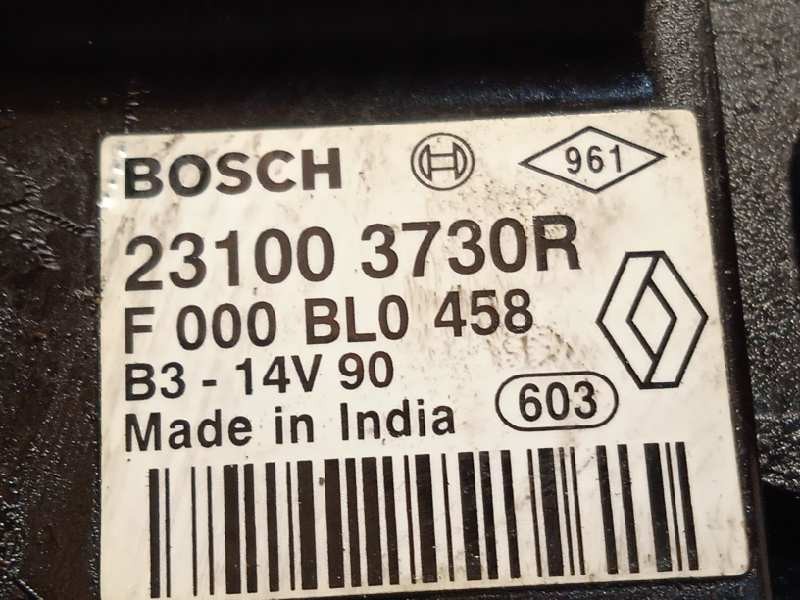 BOSCH 961
23100 3730R
F 000 BL0 458
B3 - 14V 90
Made in India 603